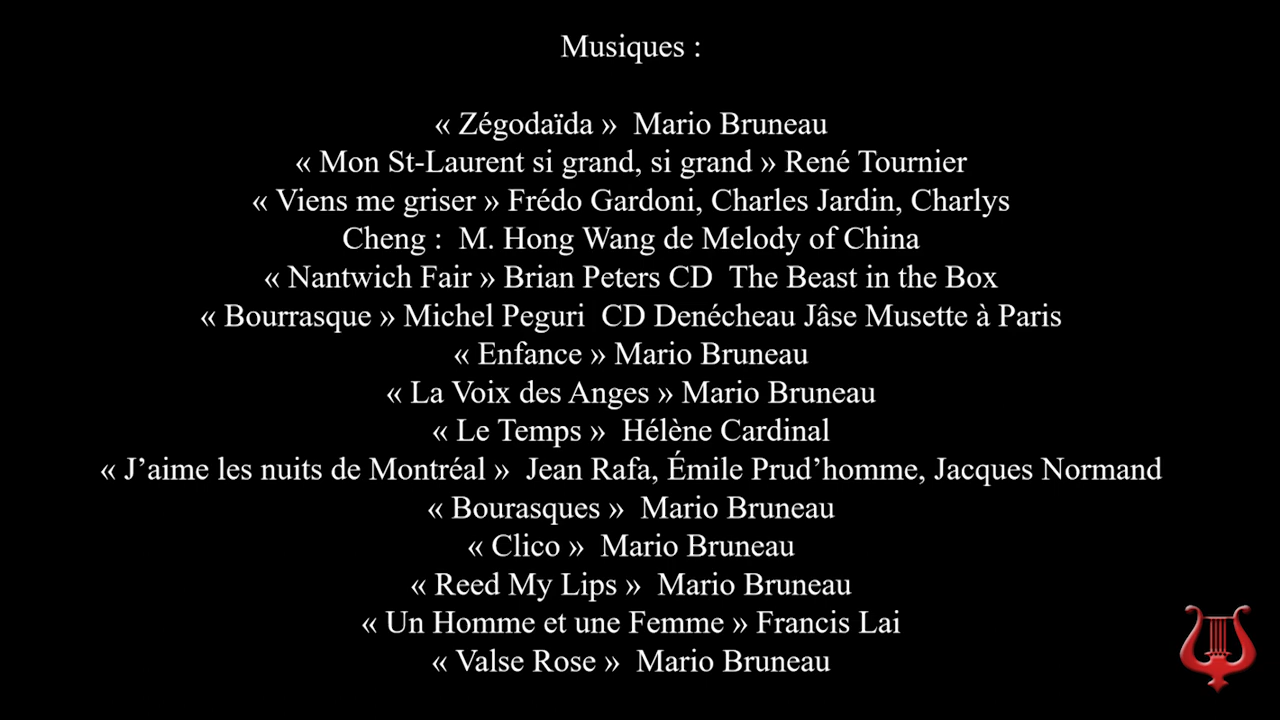 Musiques :
« Zégodaïda » Mario Bruneau
« Mon St-Laurent si grand, si grand » René Tournier
« Viens me griser » Frédo Gardoni, Charles Jardin, Charlys
Cheng : M. Hong Wang de Melody of China
« Nantwich Fair » Brian Peters CD The Beast in the Box
« Bourrasque » Michel Peguri CD Denécheau Jâse Musette à Paris
« Enfance » Mario Bruneau
« La Voix des Anges » Mario Bruneau
« Le Temps » Hélène Cardinal
« J’aime les nuits de Montréal » Jean Rafa, Émile Prud’homme, Jacques Normand
« Bourasques » Mario Bruneau
« Clico » Mario Bruneau
« Reed My Lips » Mario Bruneau
« Un Homme et une Femme » Francis Lai
« Valse Rose » Mario Bruneau